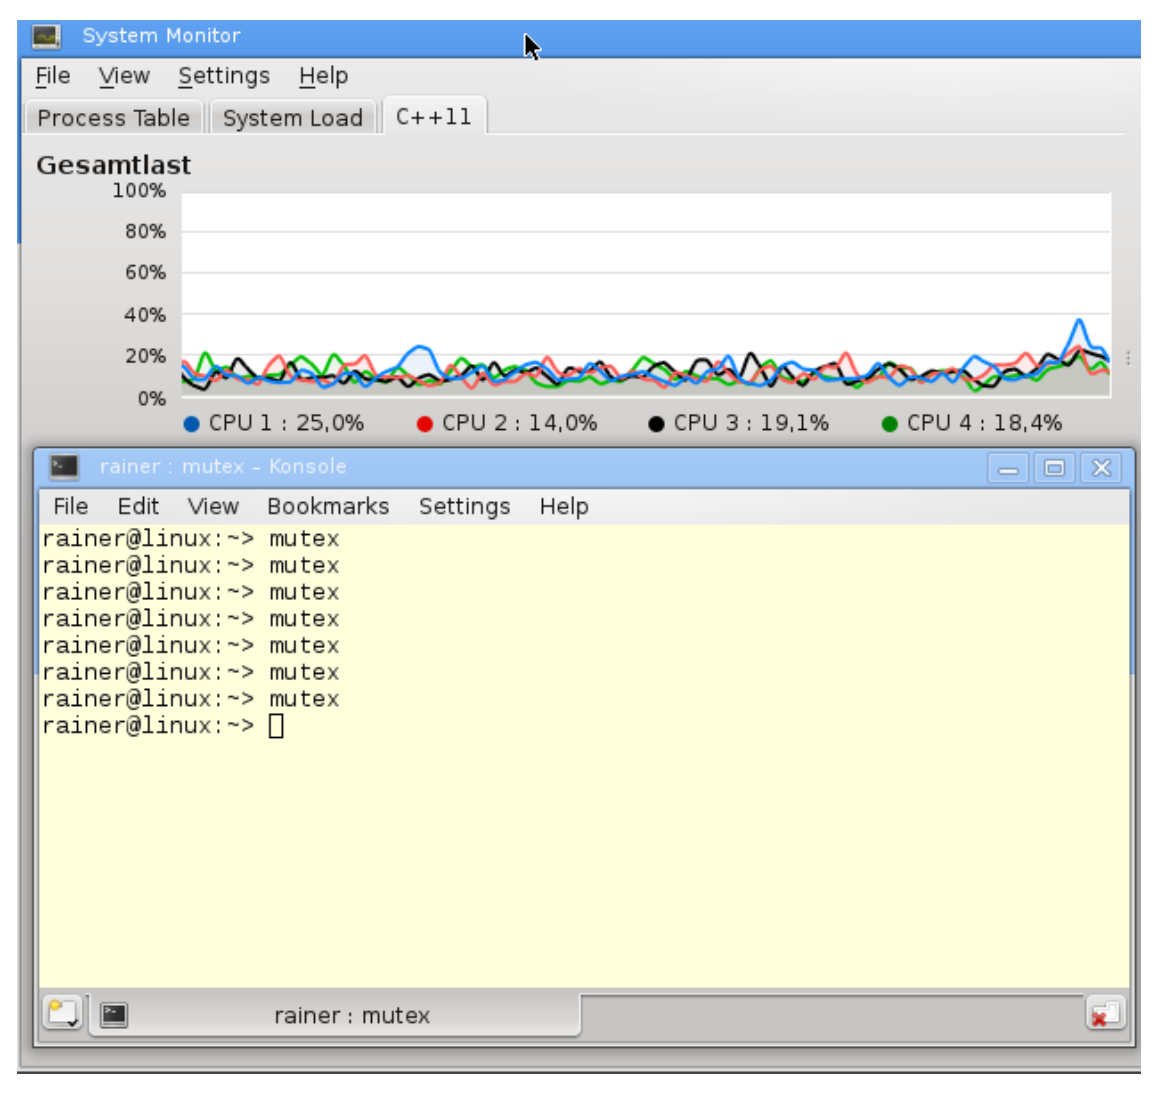 System Monitor
File View Settings Help
Process Table System Load C++11
Gesamtlast
100%
80%
60%
40%
20%
0%
CPU 1 : 25,0% CPU 2 : 14,0% CPU 3 : 19,1% CPU 4 : 18,4%
rainer : mutex – Konsole
File Edit View Bookmarks Settings Help
rainer@linux:~> mutex
rainer@linux:~> mutex
rainer@linux:~> mutex
rainer@linux:~> mutex
rainer@linux:~> mutex
rainer@linux:~> mutex
rainer@linux:~> mutex
rainer@linux:~>
rainer : mutex